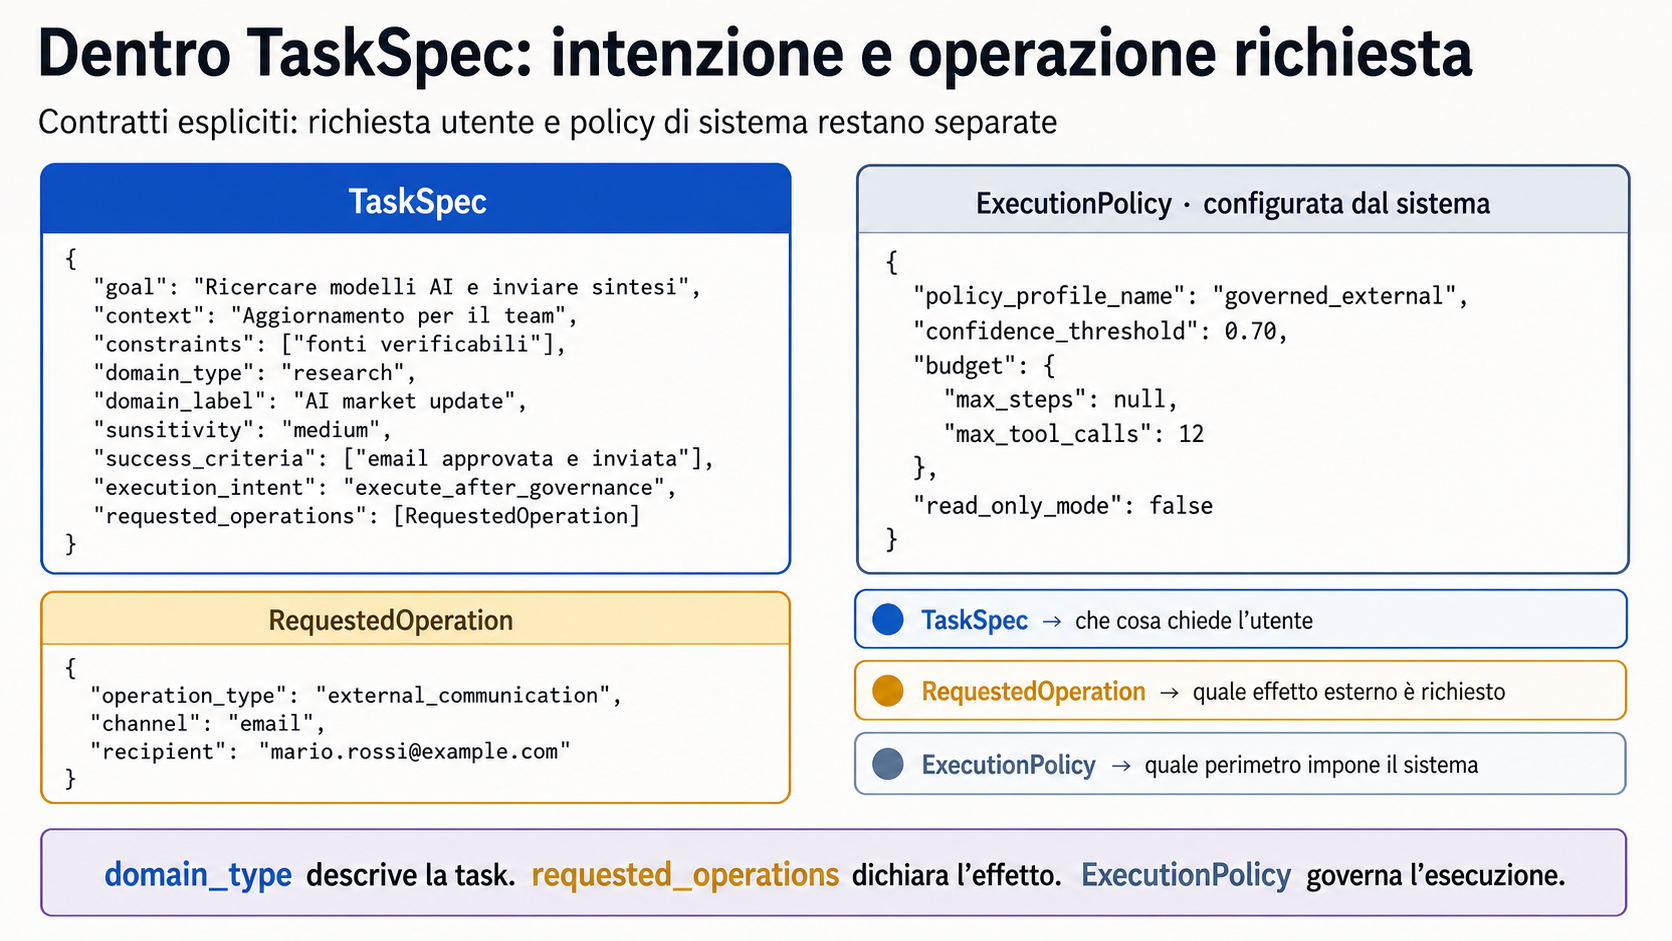 Dentro TaskSpec: intenzione e operazione richiesta
Contratti espliciti: richiesta utente e policy di sistema restano separate
TaskSpec
{
"goal": "Ricercare modelli AI e inviare sintesi",
"context": "Aggiornamento per il team",
"constraints": ["fonti verificabili"],
"domain_type": "research",
"domain_label": "AI market update",
"sunsitivity": "medium",
"success_criteria": ["email approvata e inviata"],
"execution_intent": "execute_after_governance",
"requested_operations": [RequestedOperation]
}
RequestedOperation
{
"operation_type": "external_communication",
"channel": "email",
"recipient": "mario.rossi@example.com"
}
ExecutionPolicy · configurata dal sistema
{
"policy_profile_name": "governed_external",
"confidence_threshold": 0.70,
"budget": {
"max_steps": null,
"max_tool_calls": 12
},
"read_only_mode": false
}
TaskSpec → che cosa chiede l’utente
RequestedOperation → quale effetto esterno è richiesto
ExecutionPolicy → quale perimetro impone il sistema
domain_type descrive la task. requested_operations dichiara l’effetto. ExecutionPolicy governa l’esecuzione.